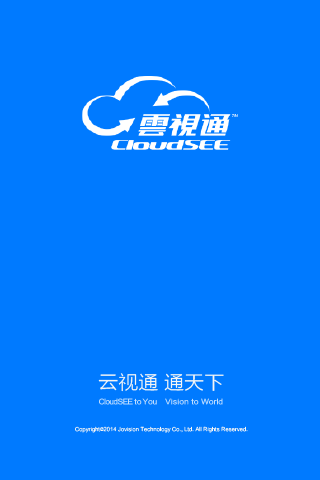 雲視通™
CloudSEE
云视通 通天下
CloudSEE to You Vision to World
Copyright©2014 Jovision Technology Co., Ltd. All Rights Reserved.